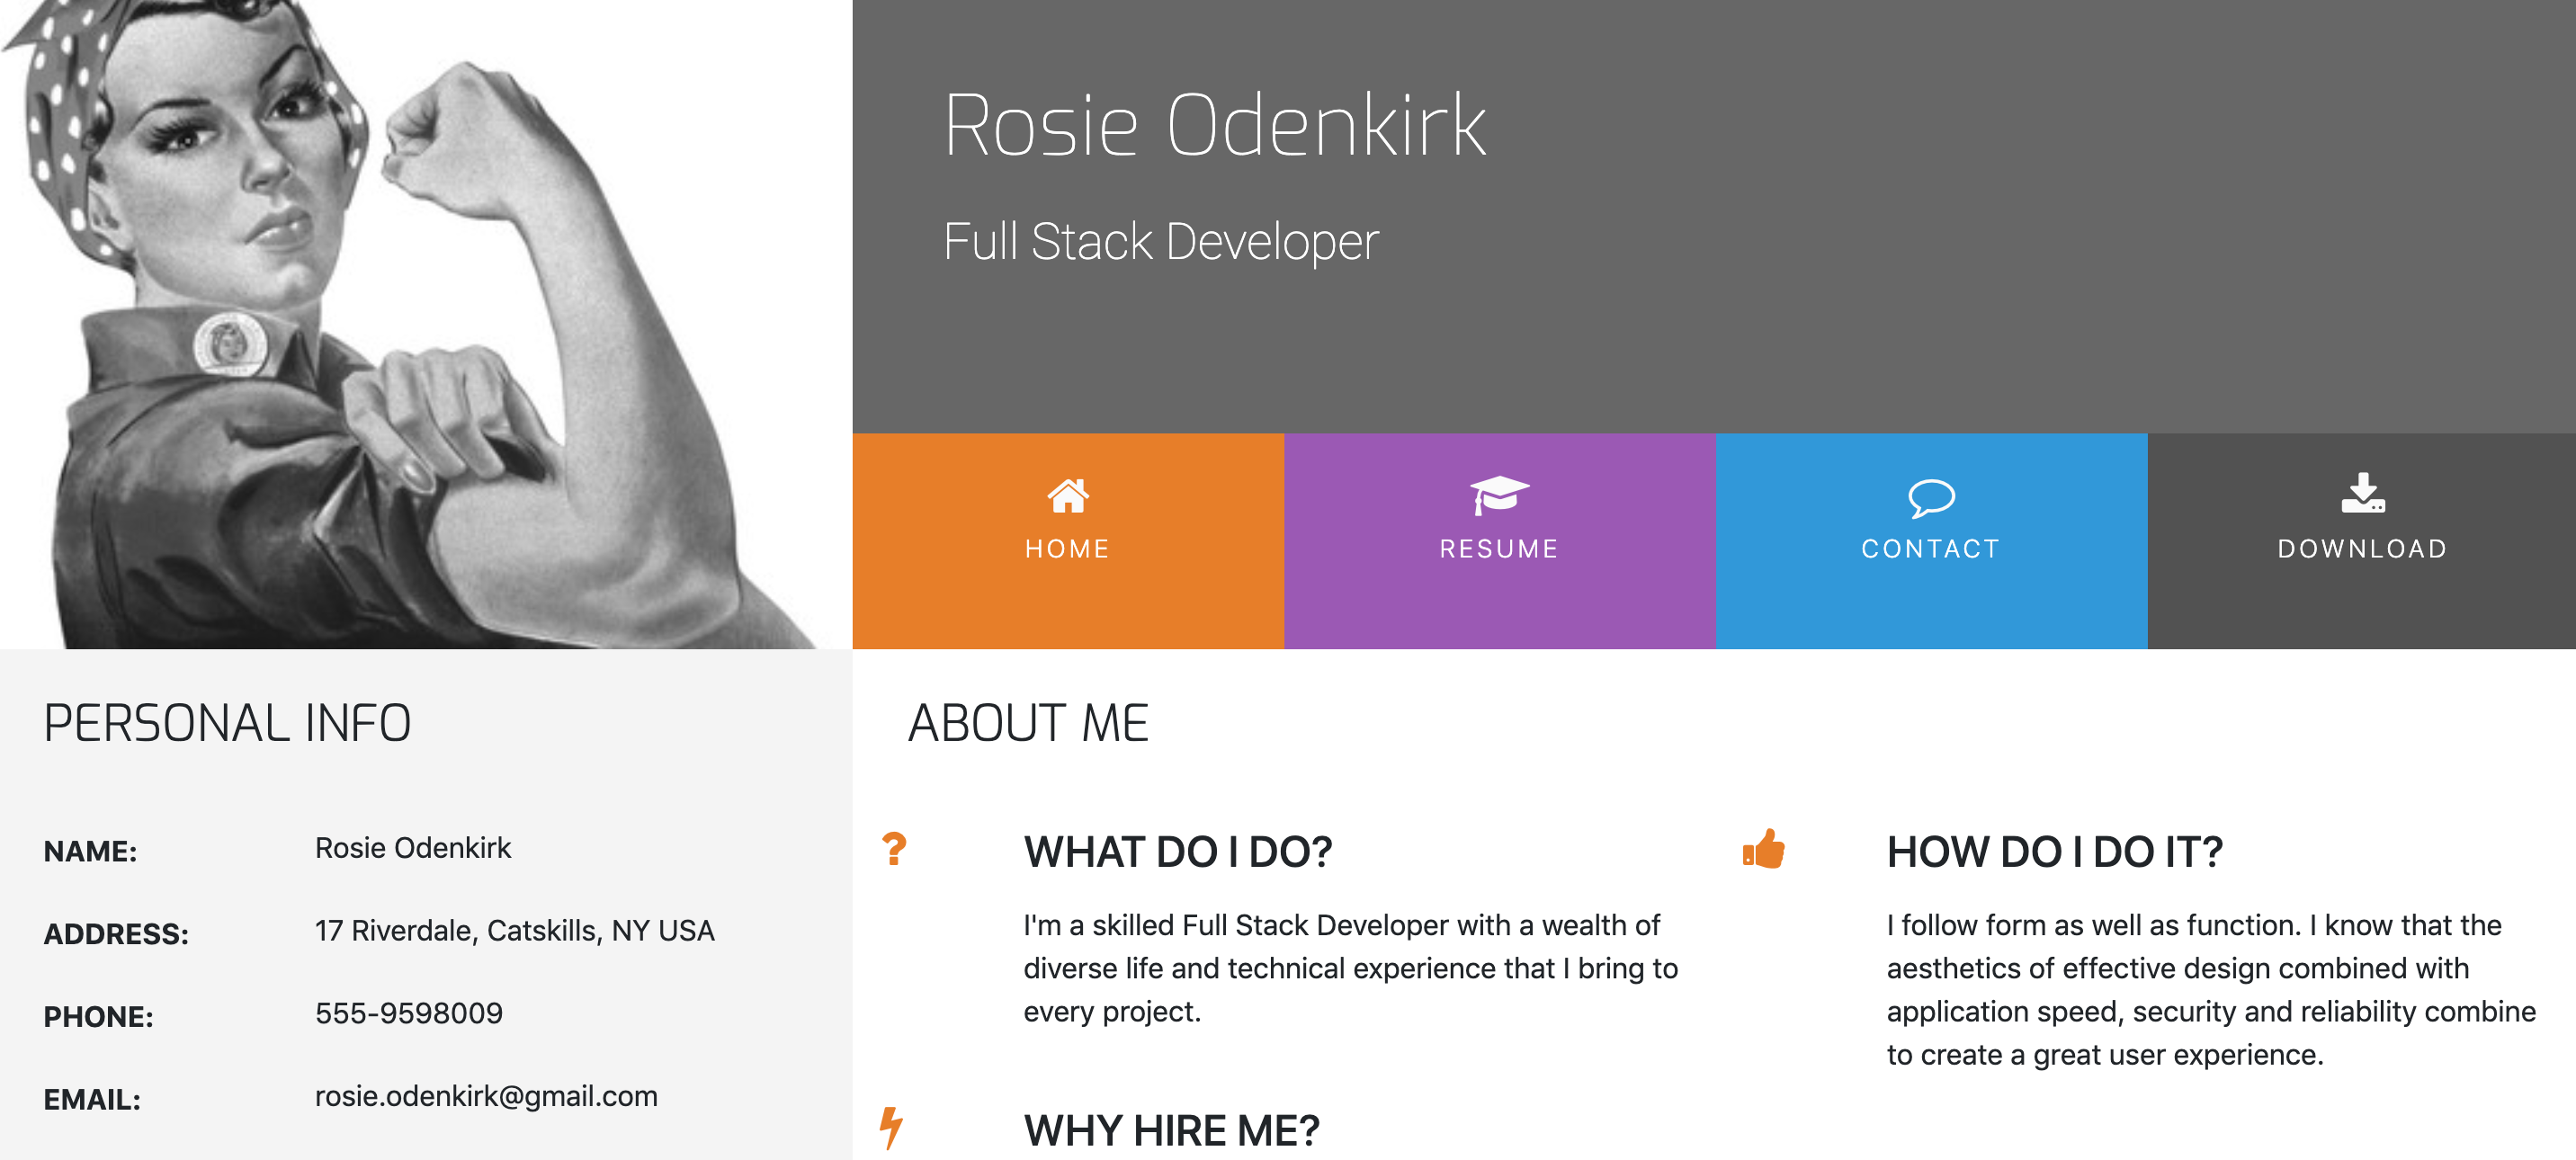 Rosie Odenkirk
Full Stack Developer
HOME
RESUME
CONTACT
DOWNLOAD
PERSONAL INFO
NAME: Rosie Odenkirk
ADDRESS: 17 Riverdale, Catskills, NY USA
PHONE: 555-9598009
EMAIL: rosie.odenkirk@gmail.com
ABOUT ME
WHAT DO I DO?
I'm a skilled Full Stack Developer with a wealth of
diverse life and technical experience that I bring to
every project.
HOW DO I DO IT?
I follow form as well as function. I know that the
aesthetics of effective design combined with
application speed, security and reliability combine
to create a great user experience.
WHY HIRE ME?